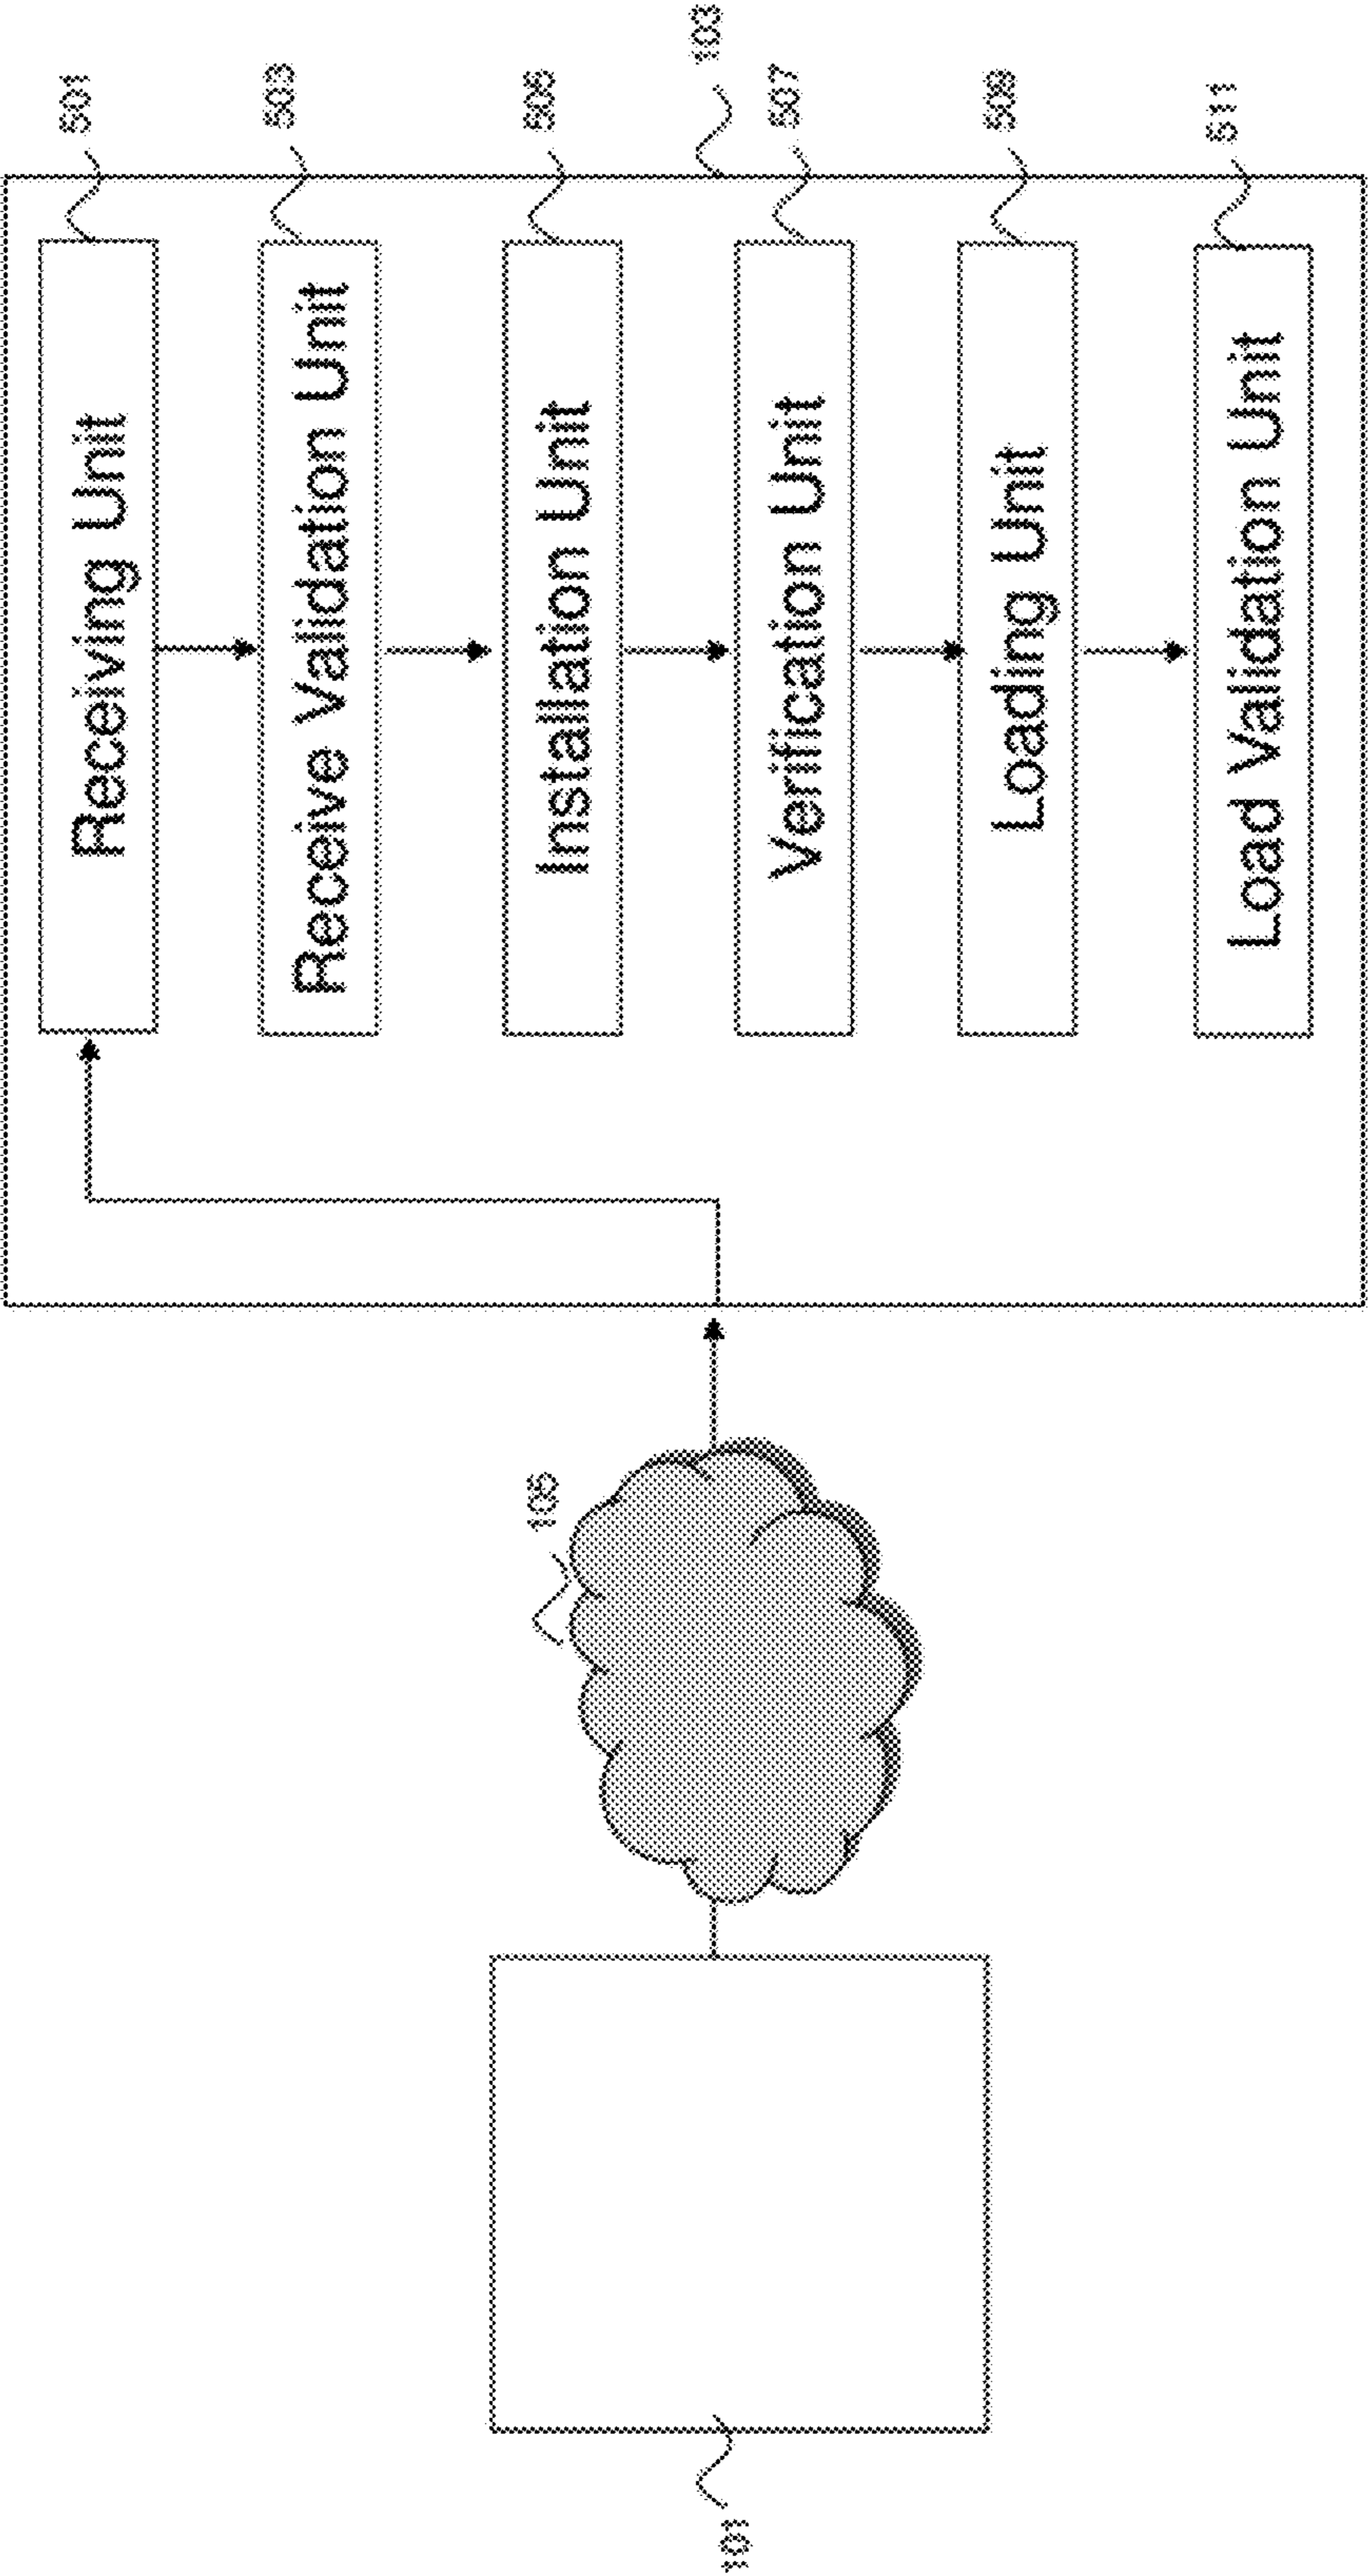 501
Receiving Unit
503
Receive Validation Unit
505
Installation Unit
103
507
Verification Unit
509
Loading Unit
511
Load Validation Unit
105
101